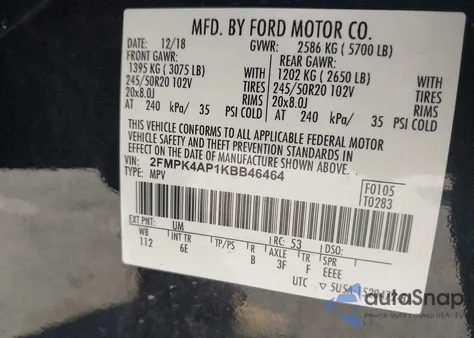 MFD. BY FORD MOTOR CO.
DATE: 12/18 GVWR: 2586 KG ( 5700 LB)
FRONT GAWR: REAR GAWR:
1395 KG ( 3075 LB) WITH 1202 KG ( 2650 LB) WITH
245/50R20 102V TIRES 245/50R20 102V TIRES
20x8.0J RIMS 20x8.0J RIMS
AT 240 kPa/ 35 PSI COLD AT 240 kPa/ 35 PSI COLD
THIS VEHICLE CONFORMS TO ALL APPLICABLE FEDERAL MOTOR
VEHICLE SAFETY AND THEFT PREVENTION STANDARDS IN
EFFECT ON THE DATE OF MANUFACTURE SHOWN ABOVE.
VIN: 2FMPK4AP1KBB46464 F0105
TYPE: MPV T0283
EXT PNT: UM RC: 53 DSO:
WB INT TR TP/PS R AXLE TR SPR
112 6E B 3F F EEEE
UTC
autoSnap